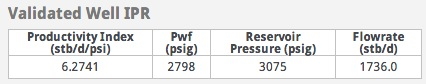 Validated Well IPR
Productivity Index (stb/d/psi) Pwf (psig) Reservoir Pressure (psig) Flowrate (stb/d)
6.2741 2798 3075 1736.0